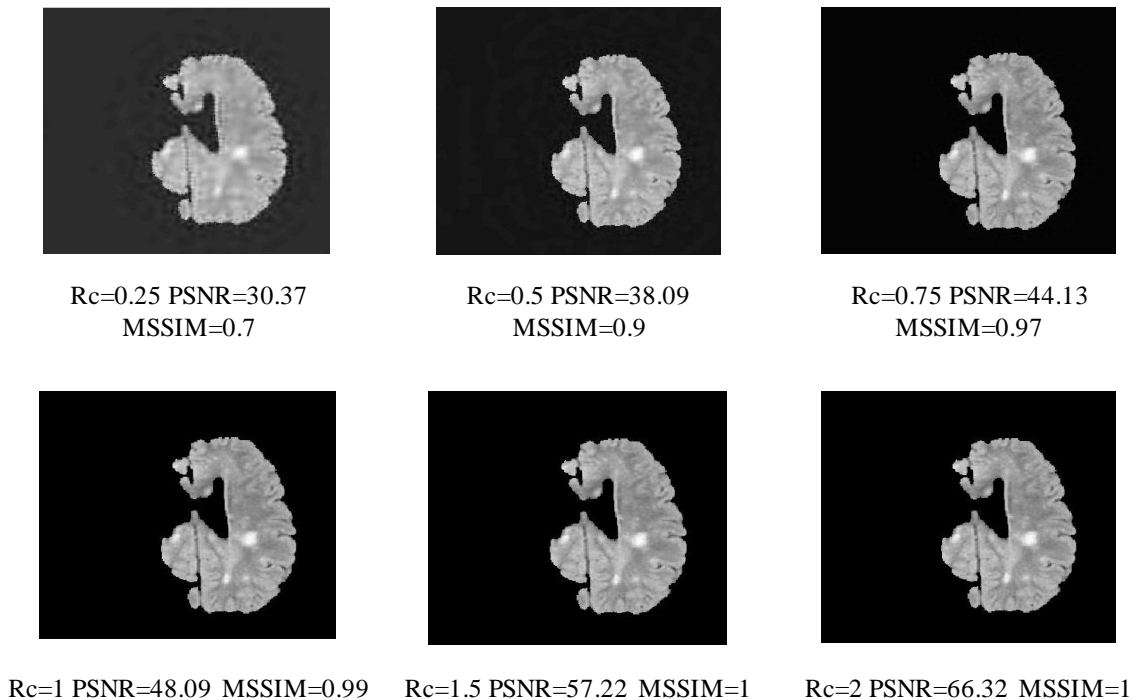 Rc=0.25 PSNR=30.37
MSSIM=0.7
Rc=0.5 PSNR=38.09
MSSIM=0.9
Rc=0.75 PSNR=44.13
MSSIM=0.97
Rc=1 PSNR=48.09 MSSIM=0.99
Rc=1.5 PSNR=57.22 MSSIM=1
Rc=2 PSNR=66.32 MSSIM=1